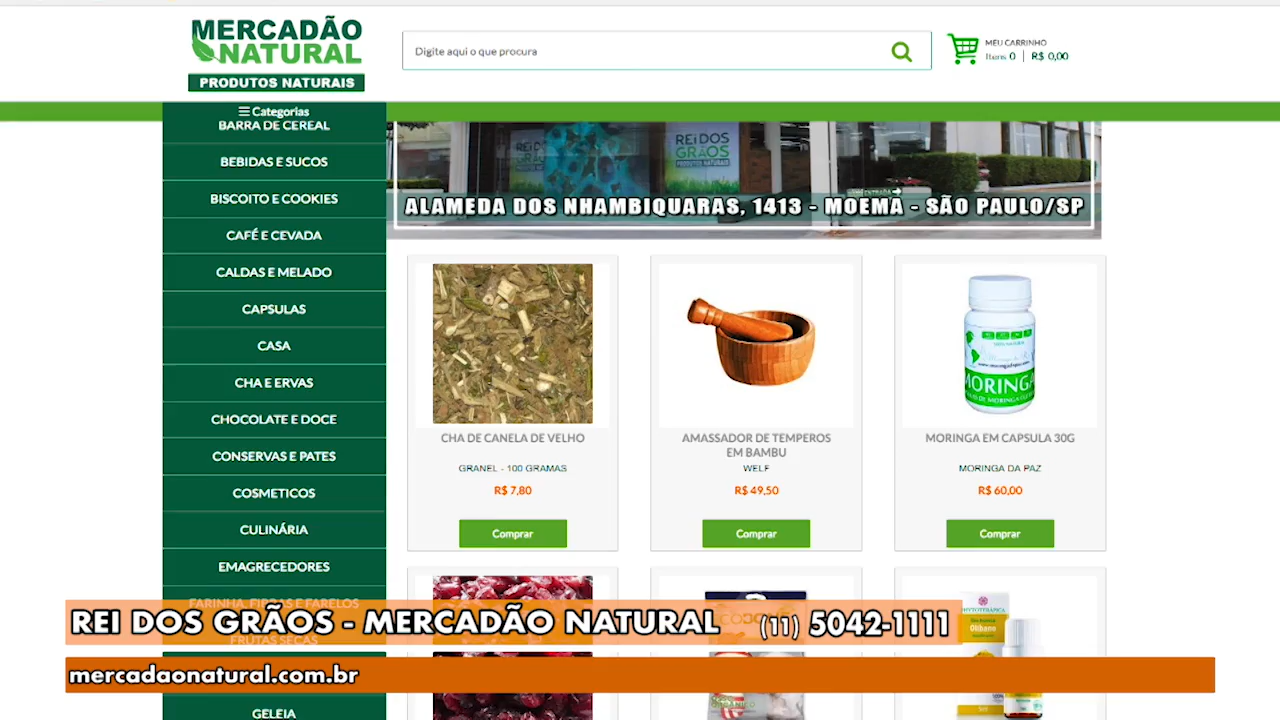 MERCADÃO
NATURAL
PRODUTOS NATURAIS
Digite aqui o que procura
MEU CARRINHO
Itens 0 | R$ 0,00
Categorias
BARRA DE CEREAL
BEBIDAS E SUCOS
BISCOITO E COOKIES
CAFÉ E CEVADA
CALDAS E MELADO
CAPSULAS
CASA
CHA E ERVAS
CHOCOLATE E DOCE
CONSERVAS E PATES
COSMETICOS
CULINÁRIA
EMAGRECEDORES
FARINHA, FIBRAS E FARELOS
FRUTAS SECAS
GELEIA
REI DOS
GRÃOS
PRODUTOS NATURAIS
ALAMEDA DOS NHAMBIQUARAS, 1413 - MOEMA - SÃO PAULO/SP
CHA DE CANELA DE VELHO
GRANEL - 100 GRAMAS
R$ 7,80
Comprar
AMASSADOR DE TEMPEROS
EM BAMBU
WELF
R$ 49,50
Comprar
MORINGA
MORINGA EM CAPSULA 30G
MORINGA DA PAZ
R$ 60,00
Comprar
PHYTOTERÁPICA
Olíbano
REI DOS GRÃOS - MERCADÃO NATURAL (11) 5042-1111
mercadaonatural.com.br